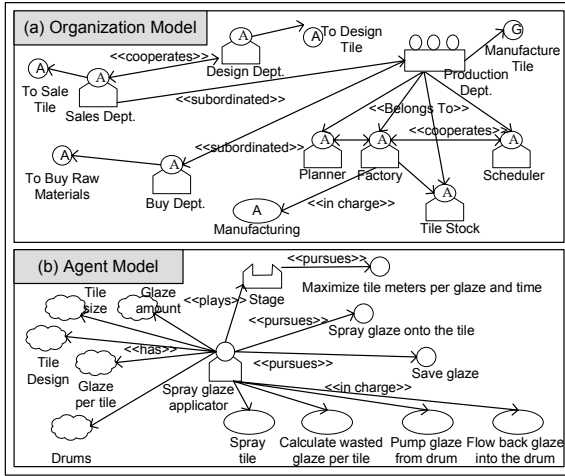 (a) Organization Model
A
To Design
Tile
G
Manufacture
Tile
A
<<cooperates>>
A
Design Dept.
Production
Dept.
A
To Sale
Tile
Sales Dept.
<<subordinated>>
<<Belongs To>>
<<cooperates>>
A
<<subordinated>>
A
A
A
A
To Buy Raw
Materials
A
Buy Dept.
Planner
Factory
Scheduler
<<in charge>>
A
A
Manufacturing
Tile Stock
(b) Agent Model
<<pursues>>
Tile
size
Glaze
amount
<<plays>>
Stage
Maximize tile meters per glaze and time
<<pursues>>
Spray glaze onto the tile
<<has>>
Tile
Design
Glaze
per tile
<<pursues>>
Save glaze
Spray glaze
applicator
<<in charge>>
Drums
Spray
tile
Calculate wasted
glaze per tile
Pump glaze
from drum
Flow back glaze
into the drum